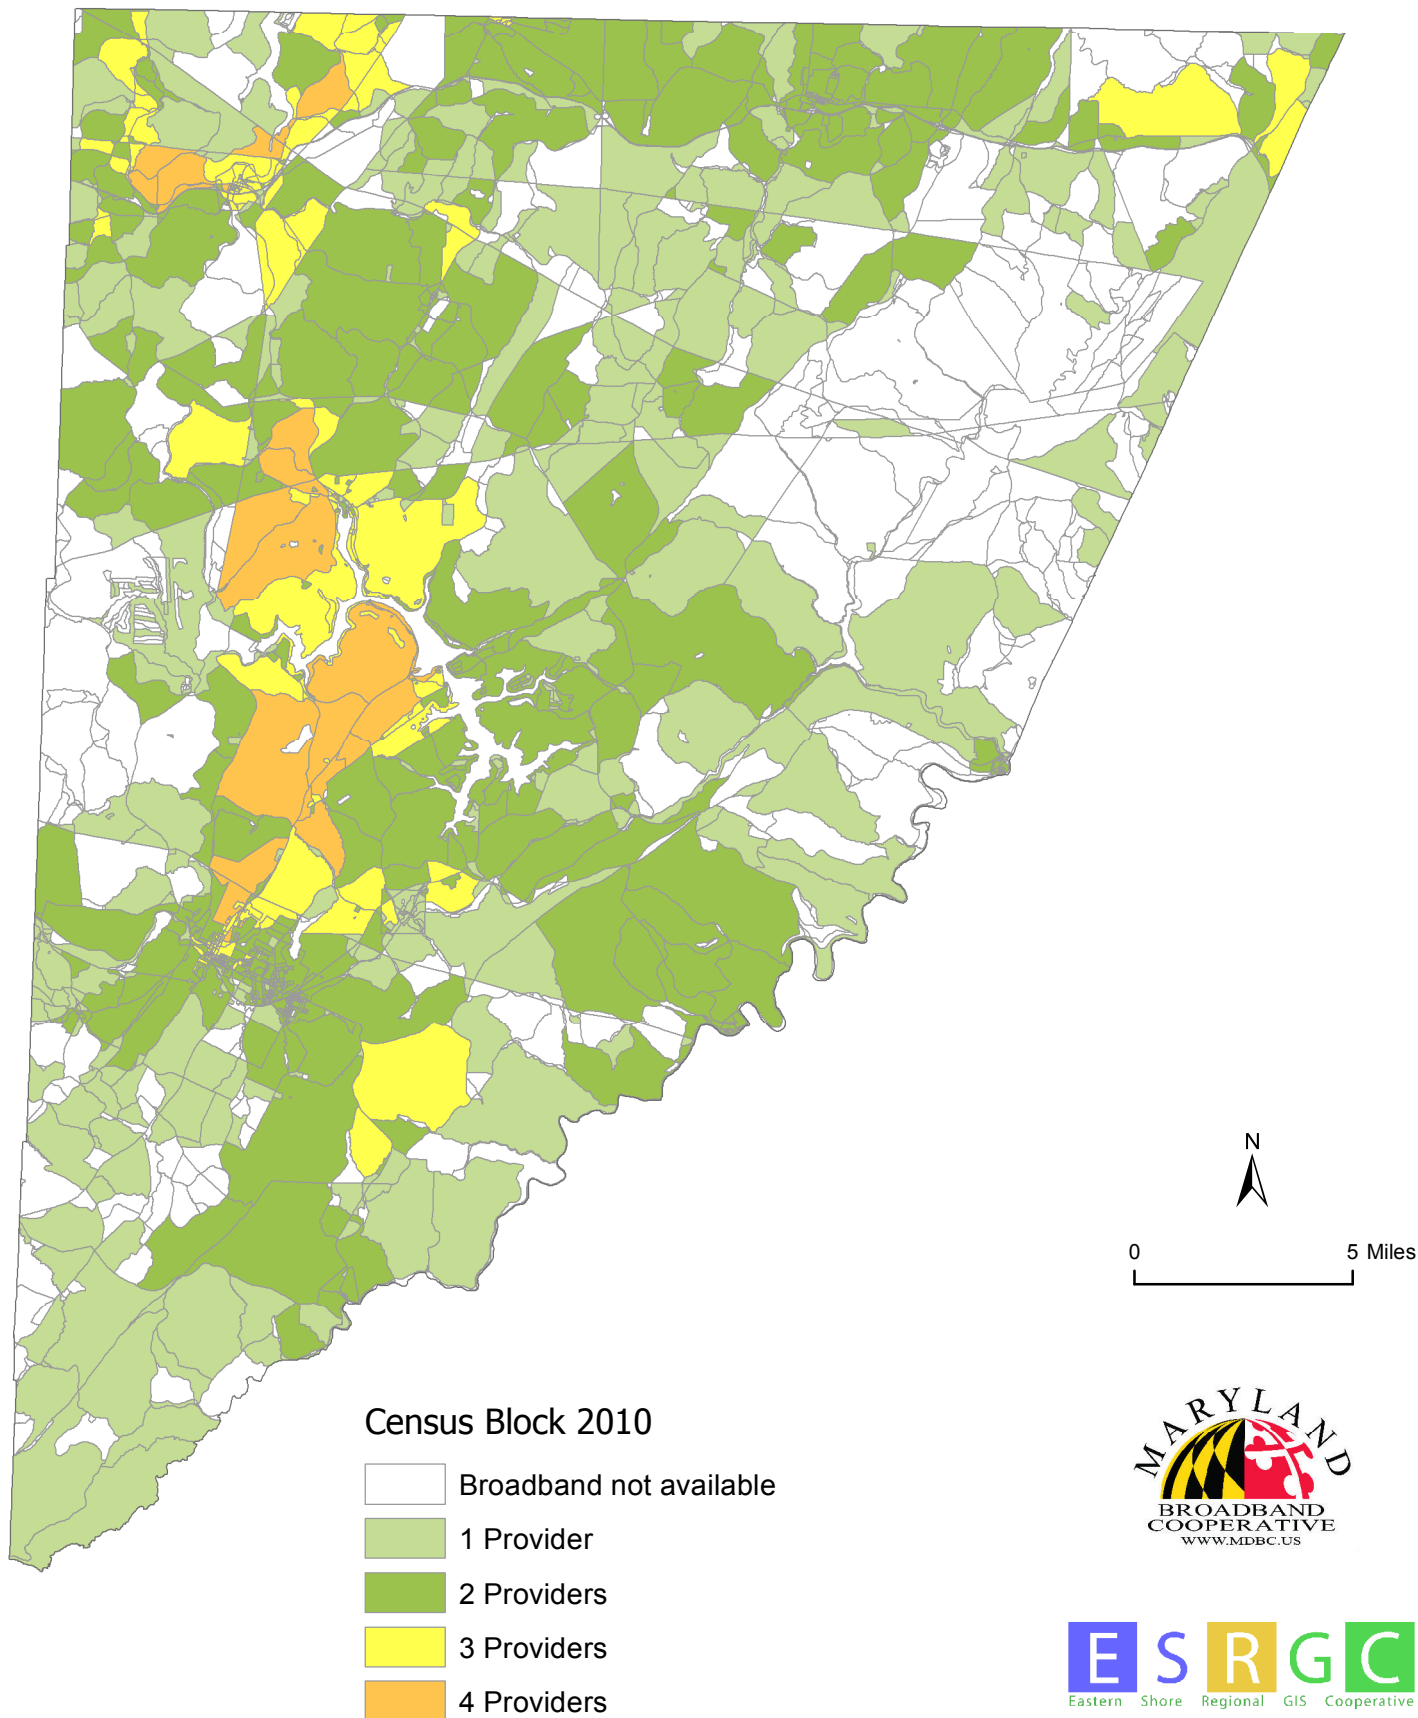 N
0 5 Miles
Census Block 2010
Broadband not available
1 Provider
2 Providers
3 Providers
4 Providers
MARYLAND
BROADBAND
COOPERATIVE
WWW.MDBC.US
E S R G C
Eastern Shore Regional GIS Cooperative